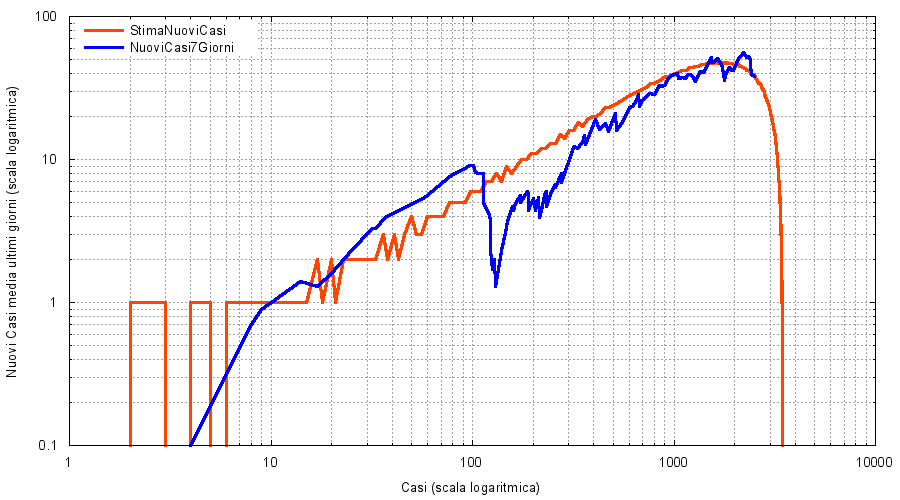 100
StimaNuoviCasi
NuoviCasi7Giorni
10
1
0.1
Nuovi Casi media ultimi giorni (scala logaritmica)
1
10
100
1000
10000
Casi (scala logaritmica)